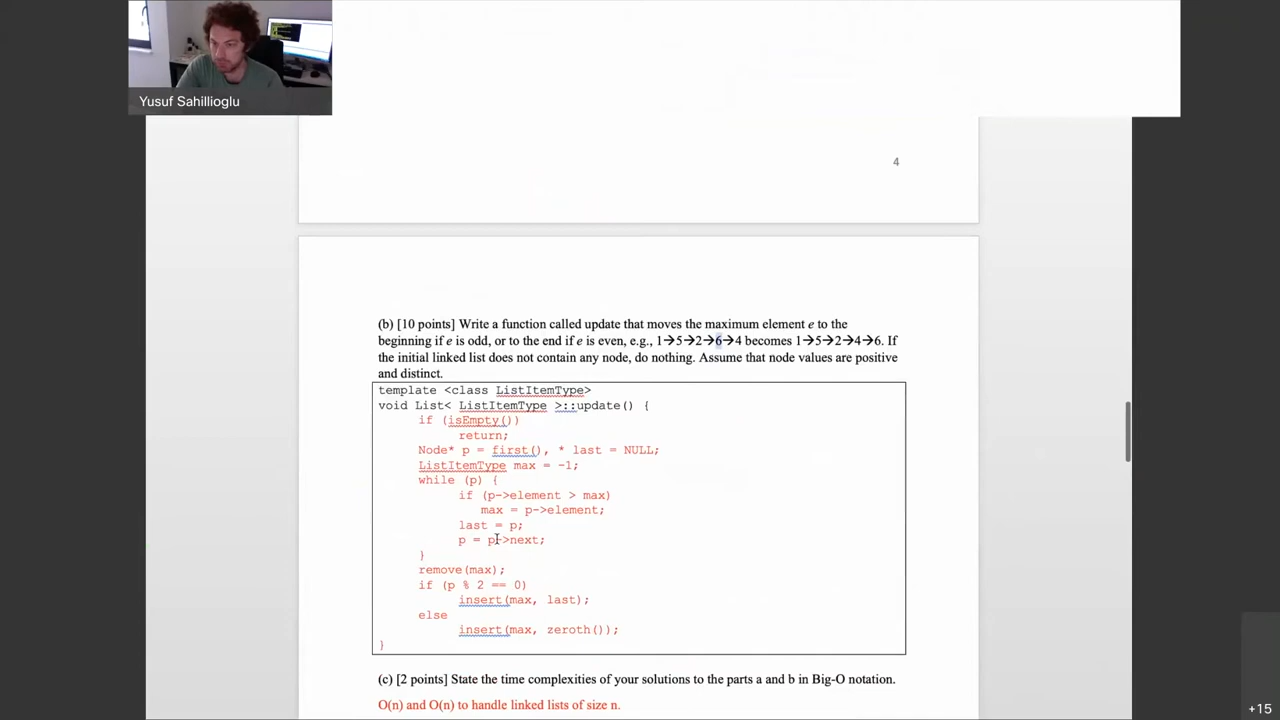 Yusuf Sahillioglu
4
(b) [10 points] Write a function called update that moves the maximum element e to the
beginning if e is odd, or to the end if e is even, e.g., 1→5→2→6→4 becomes 1→5→2→4→6. If
the initial linked list does not contain any node, do nothing. Assume that node values are positive
and distinct.
template <class ListItemType>
void List< ListItemType >::update() {
if (isEmpty())
return;
Node* p = first(), * last = NULL;
ListItemType max = -1;
while (p) {
if (p->element > max)
max = p->element;
last = p;
p = p->next;
}
remove(max);
if (p % 2 == 0)
insert(max, last);
else
insert(max, zeroth());
}
(c) [2 points] State the time complexities of your solutions to the parts a and b in Big-O notation.
O(n) and O(n) to handle linked lists of size n.
+15